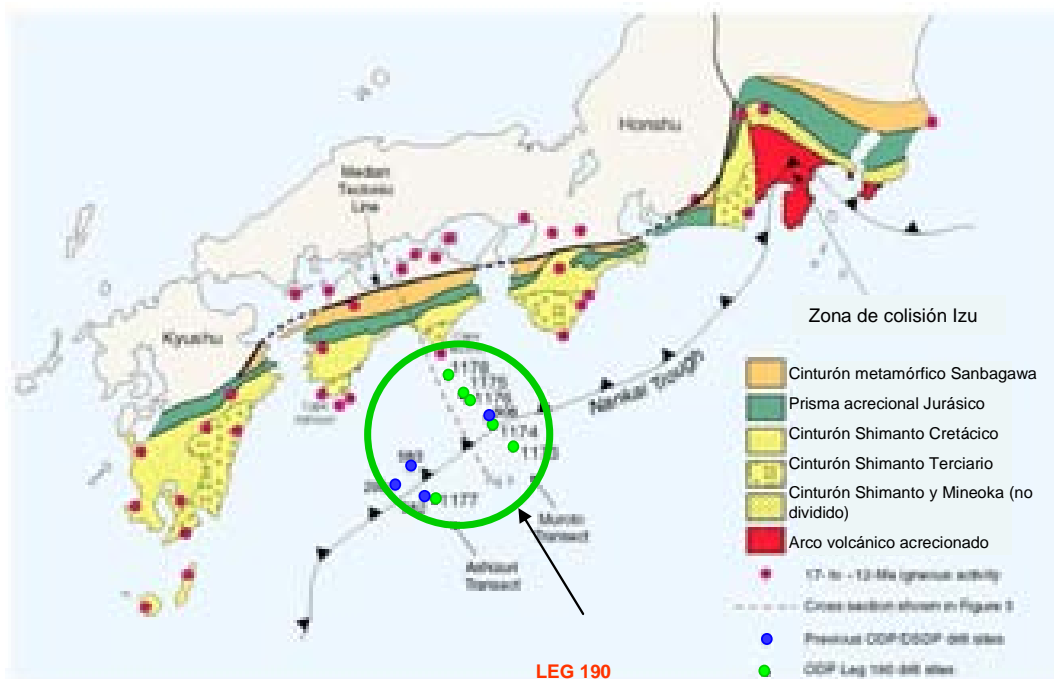 Honshu
Median
Tectonic
Line
Kyushu
Zona de colisión Izu
Nankai Trough
1178
1175
1176
1174
1173
1177
Muroto
Transect
Ashizuri
Transect
Cinturón metamórfico Sanbagawa
Prisma acrecional Jurásico
Cinturón Shimanto Cretácico
Cinturón Shimanto Terciario
Cinturón Shimanto y Mineoka (no
dividido)
Arco volcánico acrecionado
17- to -12-Ma igneous activity
Cross section shown in Figure 3
Previous ODP/DSDP drill sites
ODP Leg 190 drill sites
LEG 190